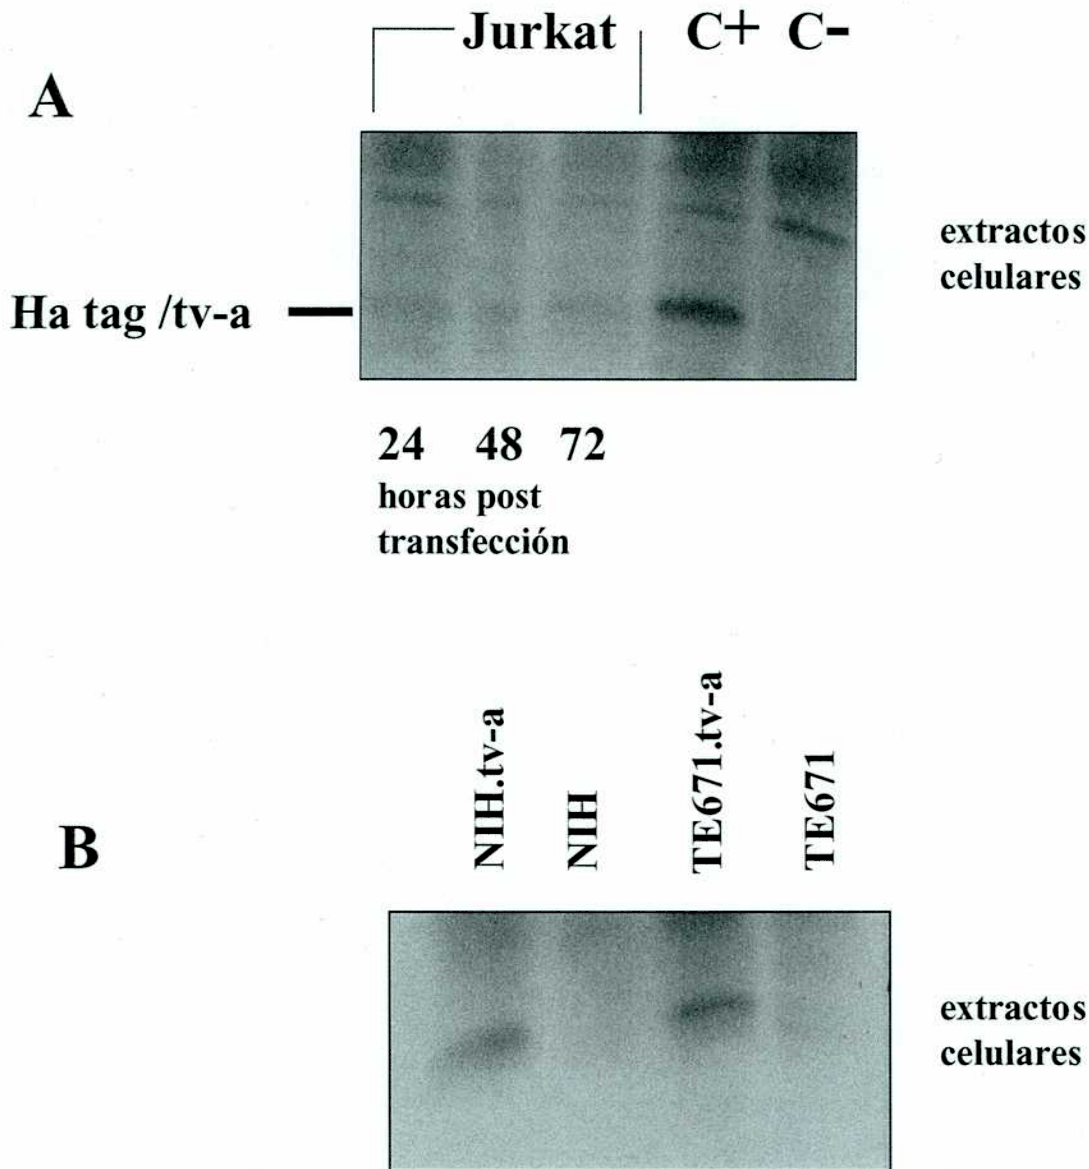 Jurkat C+ C-
A
extractos
celulares
Ha tag /tv-a
24 48 72
horas post
transfección
NIH.tv-a
NIH
TE671.tv-a
TE671
B
extractos
celulares